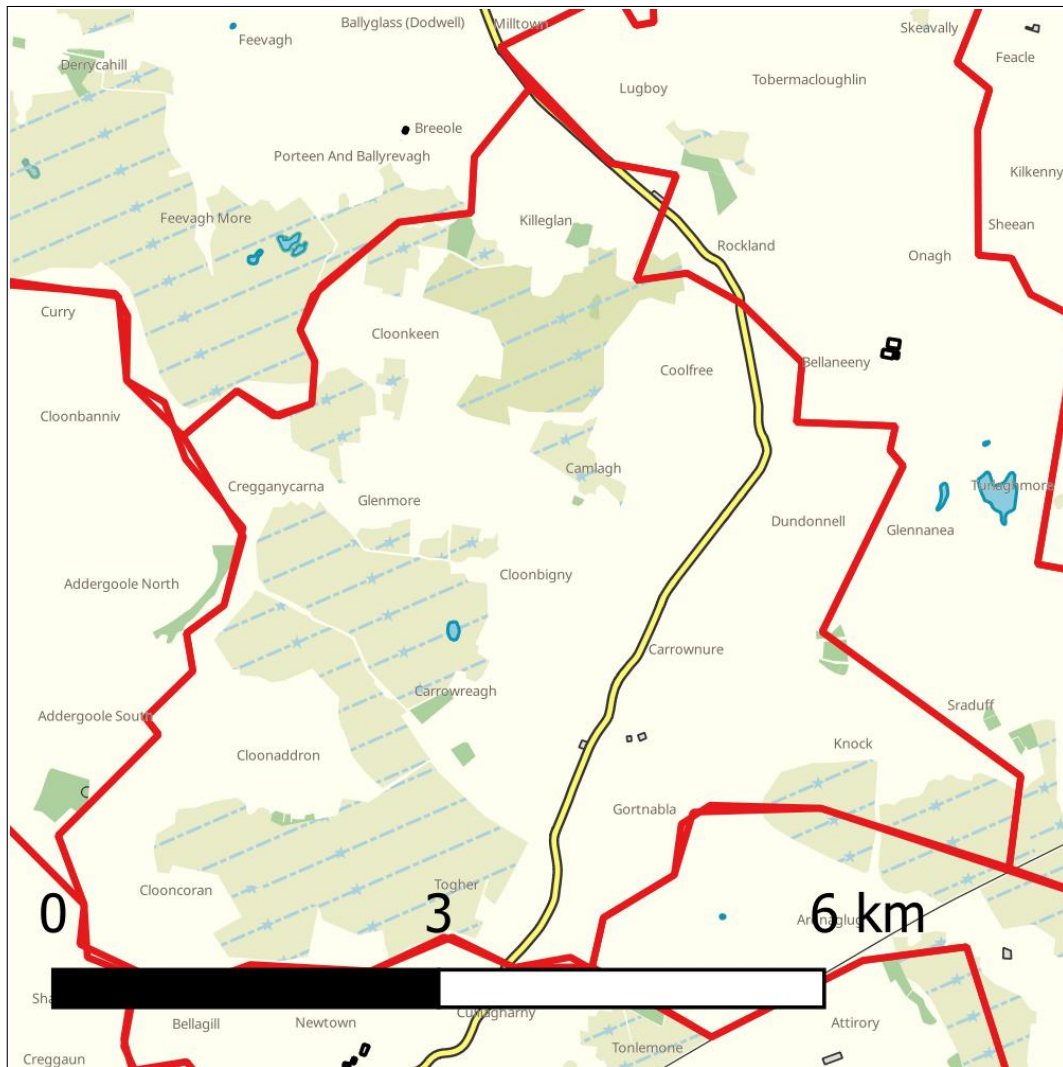 Ballyglass (Dodwell)
Milltown
Skeavally
Feevagh
Feacle
Derrycahill
Lugboy
Tobermacloughlin
Breeole
Porteen And Ballyrevagh
Kilkenny
Feevagh More
Killeglan
Sheean
Rockland
Onagh
Curry
Cloonkeen
Coolfree
Bellaneeny
Cloonbanniv
Camlagh
Cregganycarna
Turlaghmore
Glenmore
Dundonnell
Glennanea
Addergoole North
Cloonbigny
Carrownure
Carrowreagh
Sraduff
Addergoole South
Knock
Cloonaddron
Gortnabla
Togher
Clooncoran
0
3
6 km
Bellagill
Newtown
Attirory
Tonlemone
Creggaun